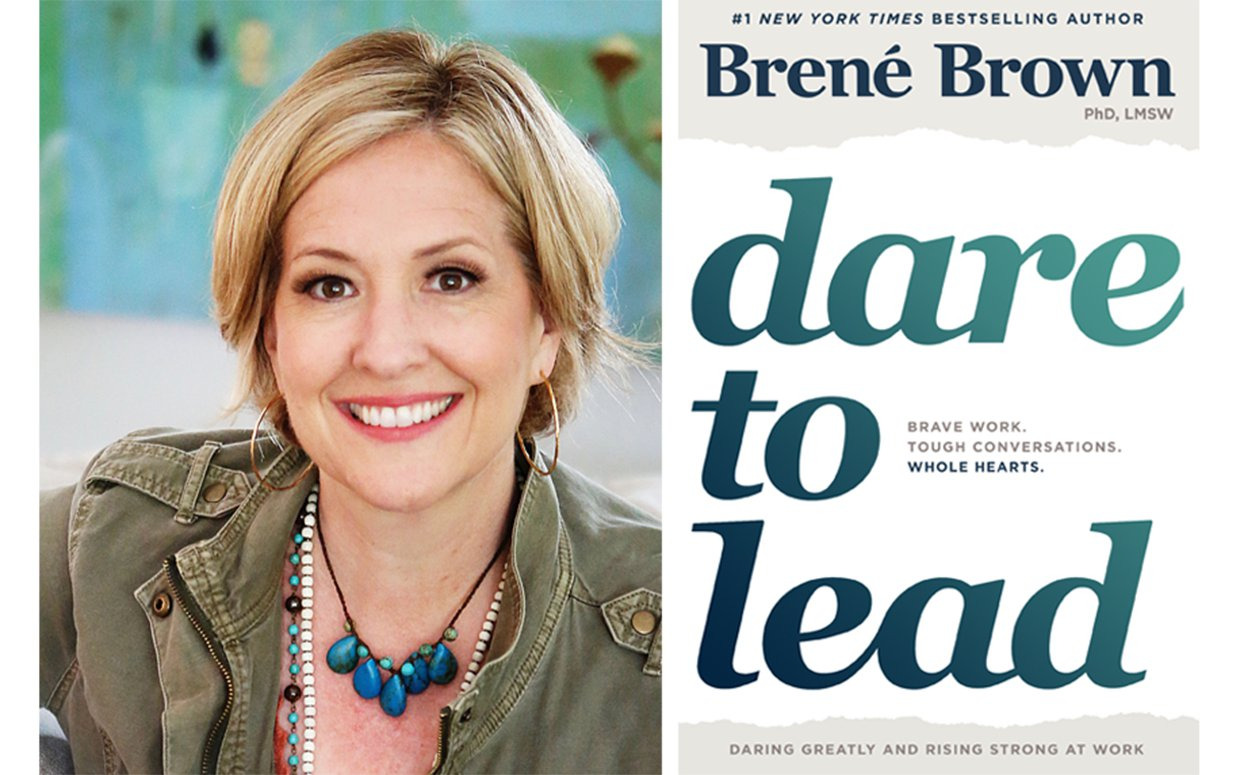 #1 NEW YORK TIMES BESTSELLING AUTHOR
Brené Brown
PhD, LMSW
dare
to
BRAVE WORK.
TOUGH CONVERSATIONS.
WHOLE HEARTS.
lead
DARING GREATLY AND RISING STRONG AT WORK